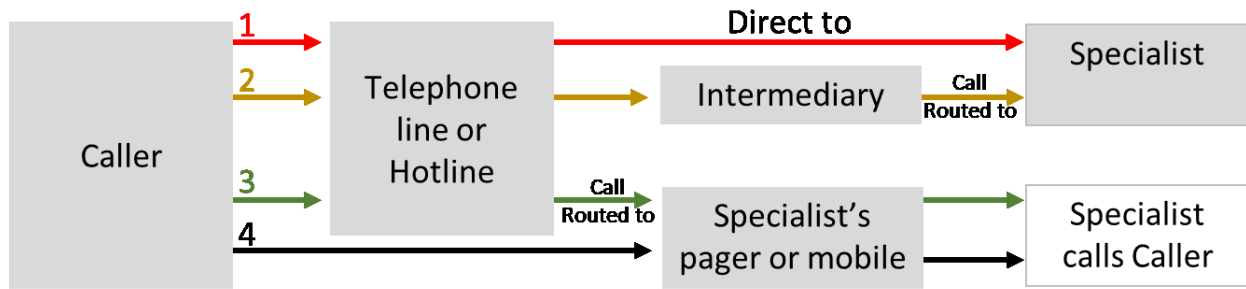 1
Direct to
Specialist
2
Telephone
line or
Hotline
Intermediary
Call
Routed to
Caller
3
Call
Routed to
4
Specialist’s
pager or mobile
Specialist
calls Caller